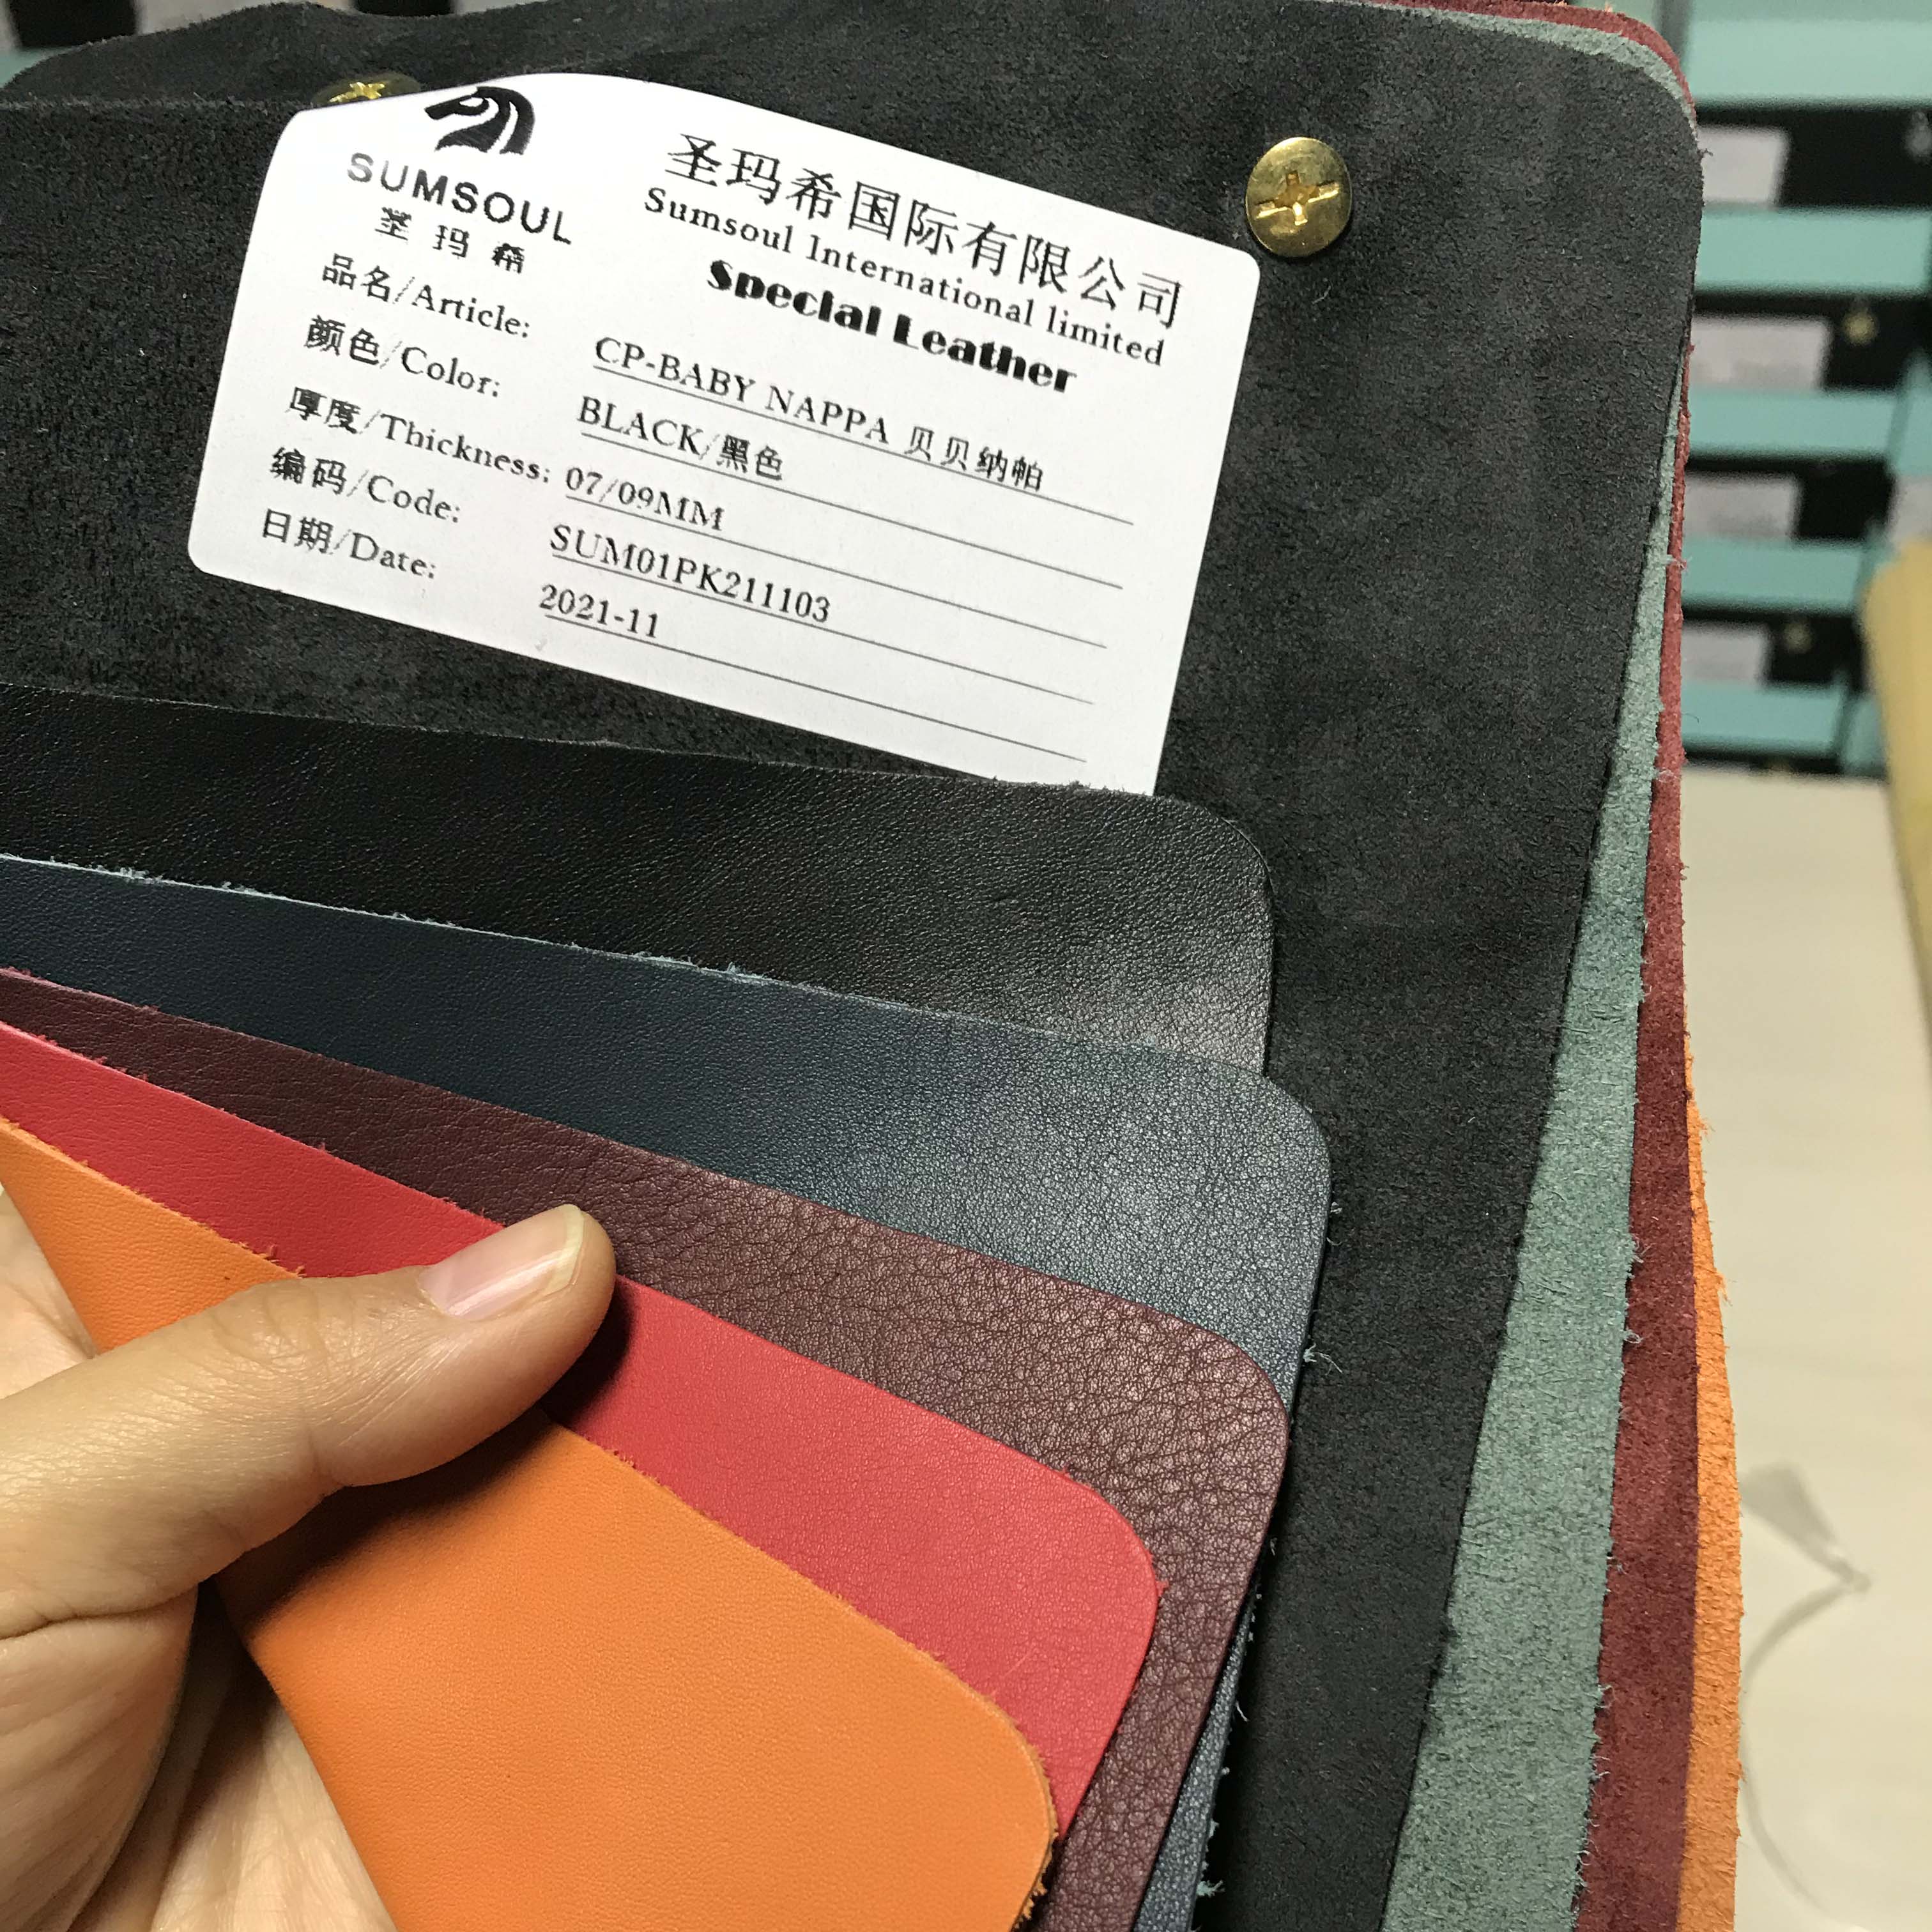 SUMSOUL
圣玛希
圣玛希国际有限公司
Sumsoul International limited
Special Leather
品名/Article: CP-BABY NAPPA 贝贝纳帕
颜色/Color: BLACK/黑色
厚度/Thickness: 07/09MM
编码/Code: SUM01PK211103
日期/Date: 2021-11